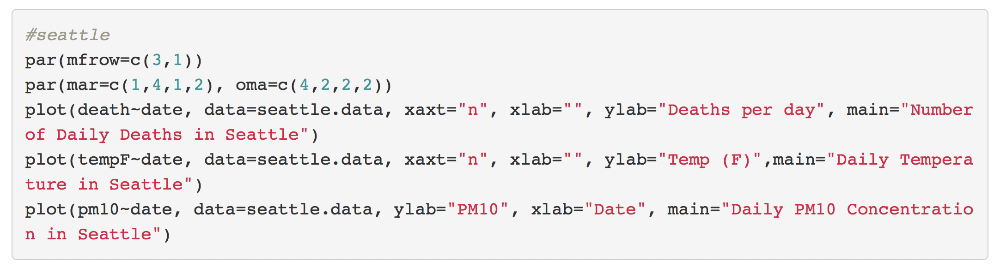 #seattle
par(mfrow=c(3,1))
par(mar=c(1,4,1,2), oma=c(4,2,2,2))
plot(death~date, data=seattle.data, xaxt="n", xlab="", ylab="Deaths per day", main="Number
of Daily Deaths in Seattle")
plot(tempF~date, data=seattle.data, xaxt="n", xlab="", ylab="Temp (F)",main="Daily Tempera
ture in Seattle")
plot(pm10~date, data=seattle.data, ylab="PM10", xlab="Date", main="Daily PM10 Concentratio
n in Seattle")